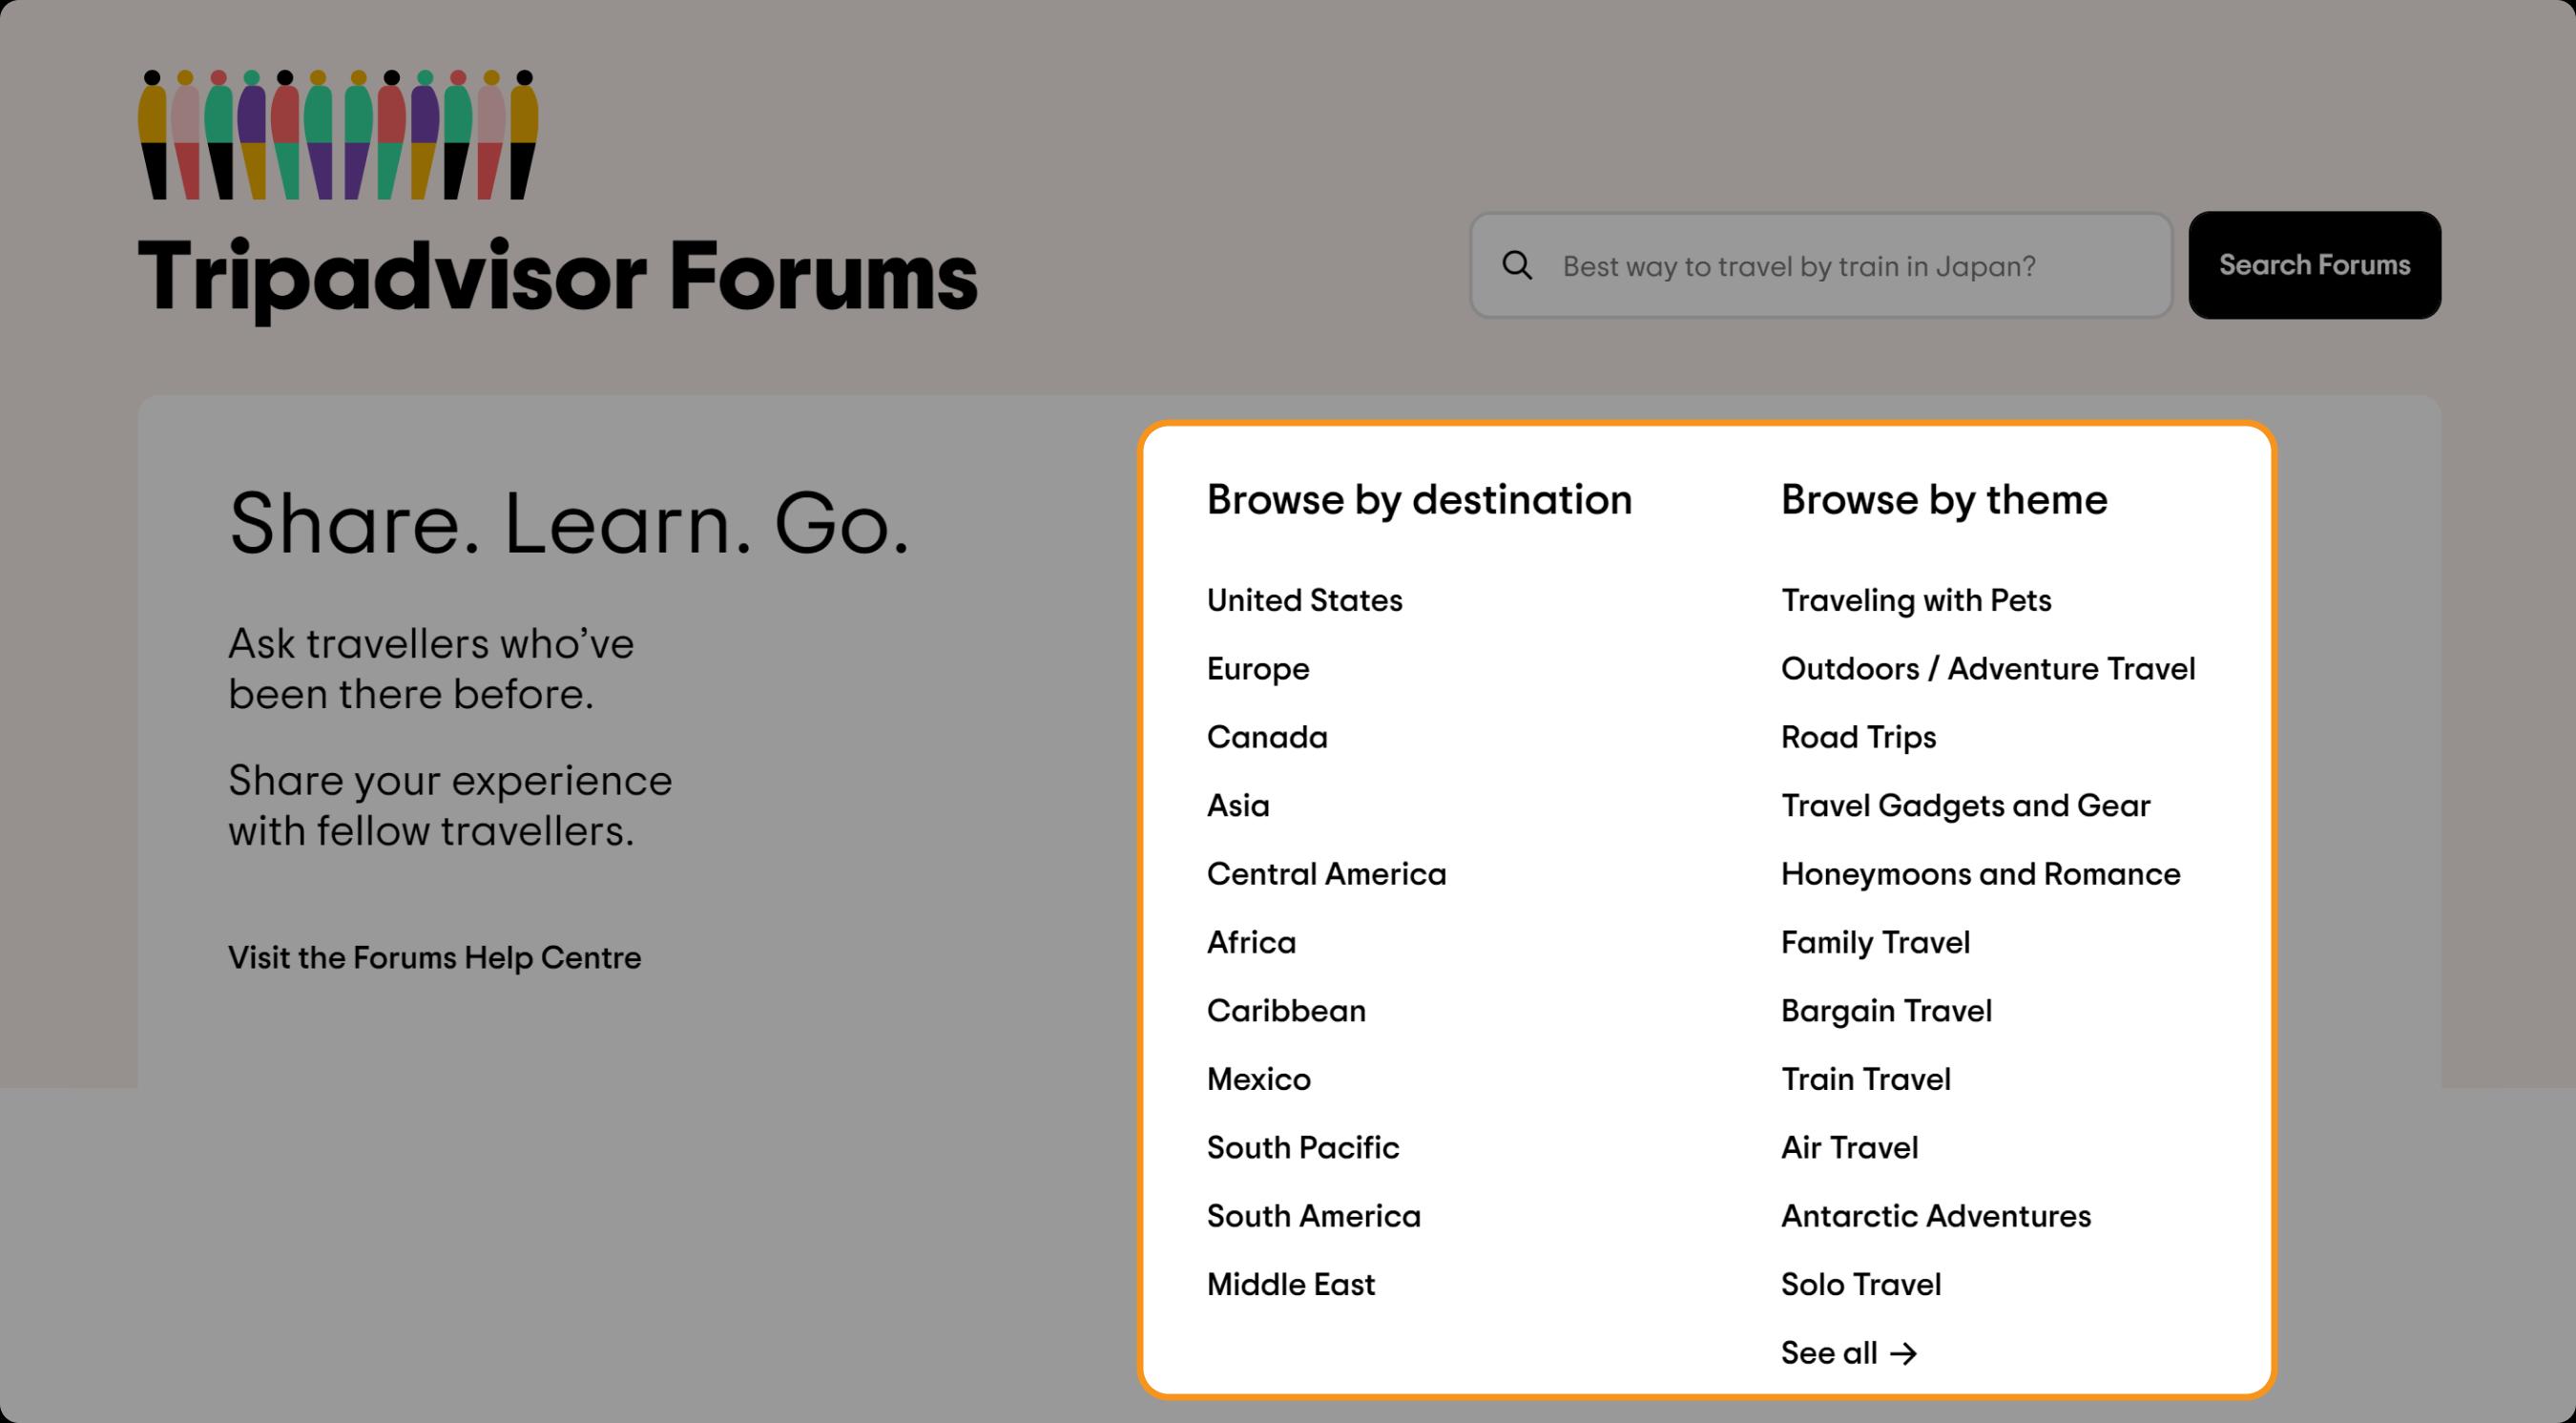 Tripadvisor Forums
Best way to travel by train in Japan?
Search Forums
Share. Learn. Go.
Ask travellers who’ve
been there before.
Share your experience
with fellow travellers.
Visit the Forums Help Centre
Browse by destination
United States
Europe
Canada
Asia
Central America
Africa
Caribbean
Mexico
South Pacific
South America
Middle East
Browse by theme
Traveling with Pets
Outdoors / Adventure Travel
Road Trips
Travel Gadgets and Gear
Honeymoons and Romance
Family Travel
Bargain Travel
Train Travel
Air Travel
Antarctic Adventures
Solo Travel
See all →